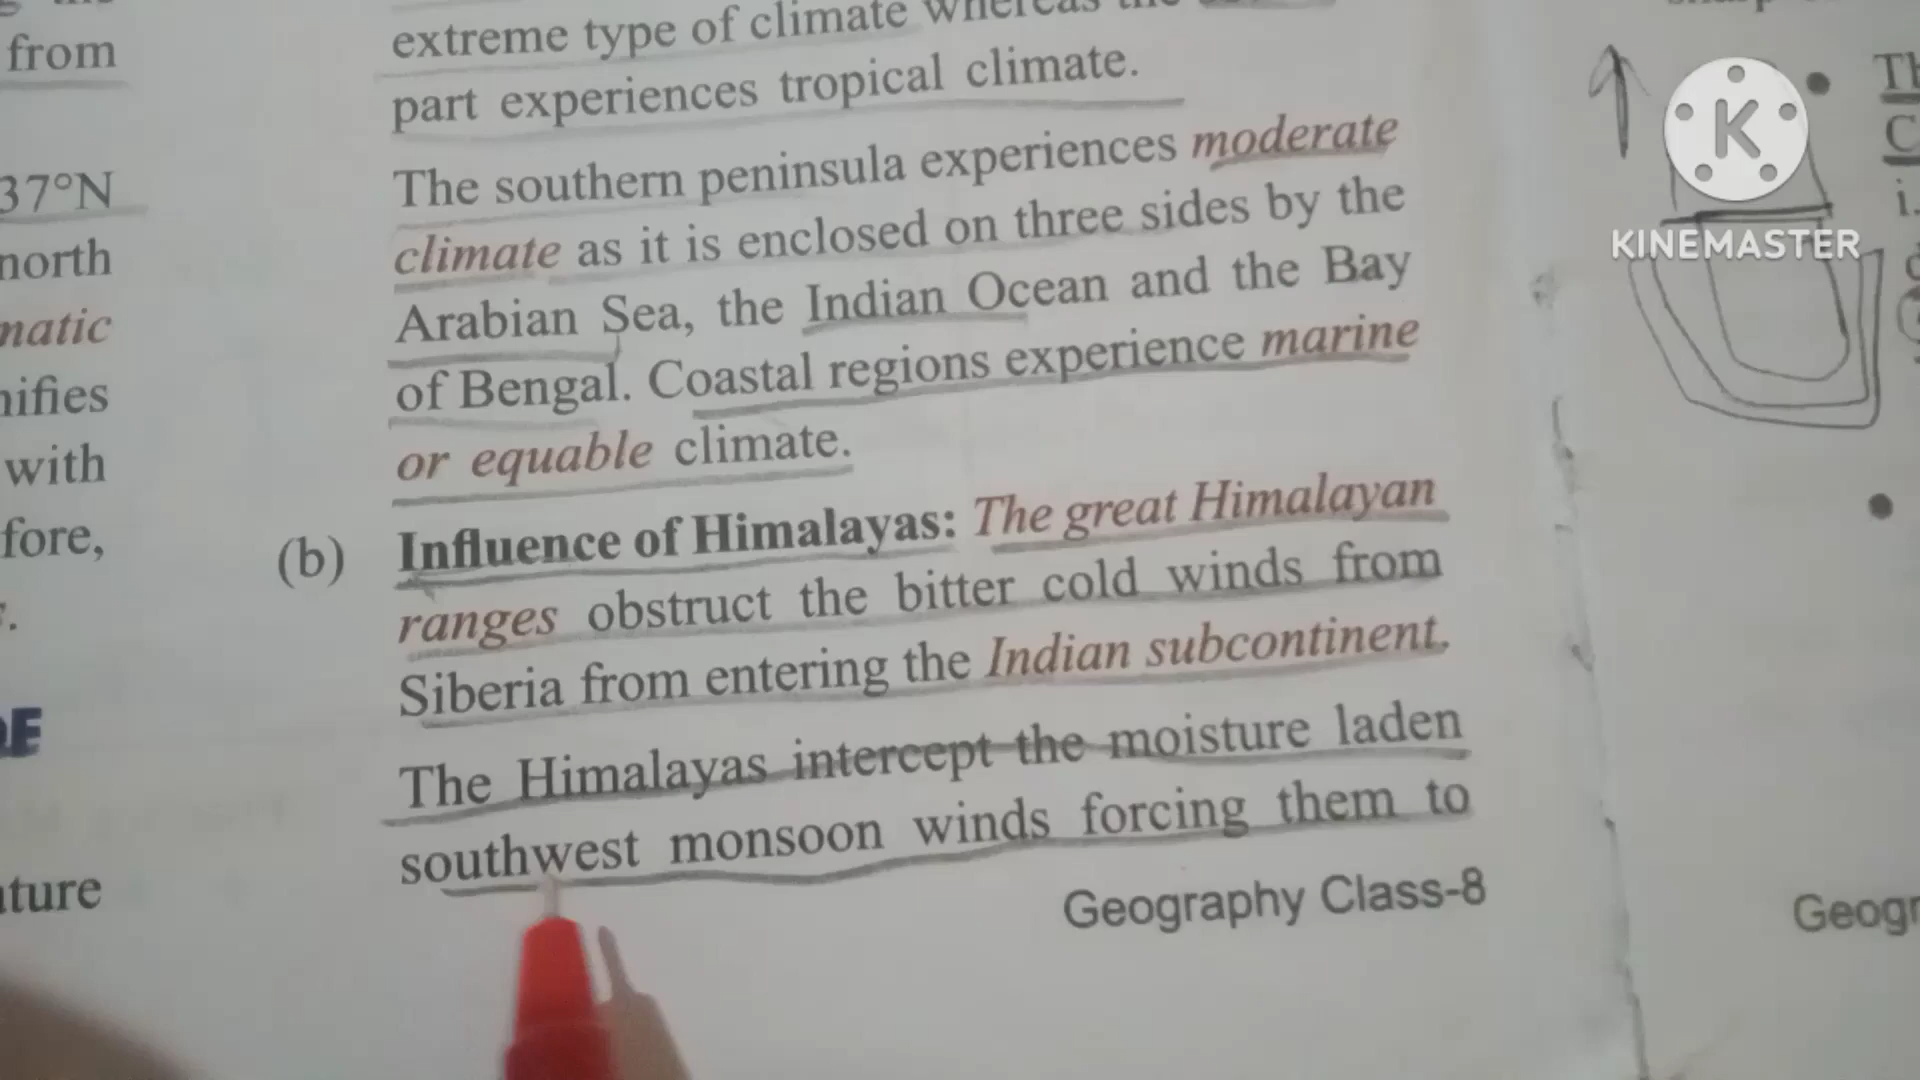 from
37°N
north
matic
nifies
with
fore,
ture
extreme type of climate whereas the
part experiences tropical climate.
The southern peninsula experiences moderate
climate as it is enclosed on three sides by the
Arabian Sea, the Indian Ocean and the Bay
of Bengal. Coastal regions experience marine
or equable climate.
(b) Influence of Himalayas: The great Himalayan
ranges obstruct the bitter cold winds from
Siberia from entering the Indian subcontinent.
The Himalayas intercept the moisture laden
southwest monsoon winds forcing them to
Geography Class-8
K
KINEMASTER
Th
C
i.
Geogr